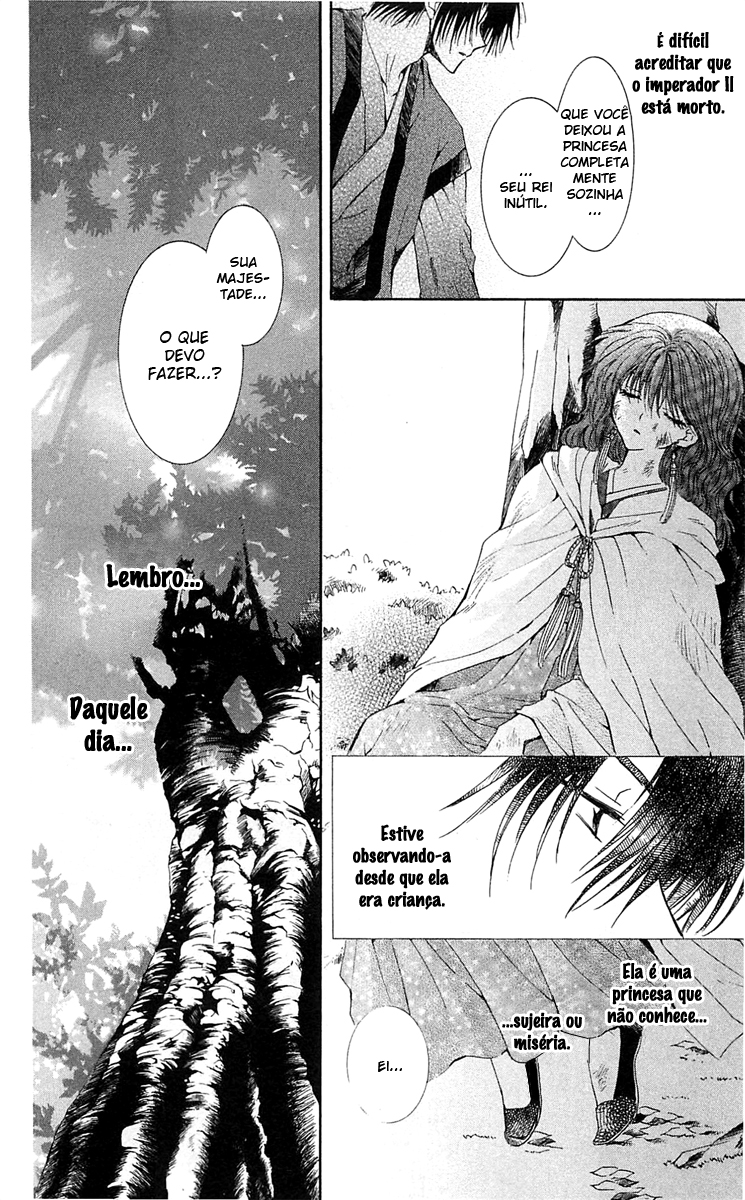 É difícil
acreditar que
o imperador Il
está morto.
QUE VOCÊ
DEIXOU A
PRINCESA
COMPLETA
MENTE
SOZINHA
...
...
SEU REI
INÚTIL.
Estive
observando-a
desde que ela
era criança.
Ela é uma
princesa que
não conhece...
...sujeira ou
miséria.
EI...
SUA
MAJES-
TADE...
O QUE
DEVO
FAZER...?
Lembro...
Daquele
dia...